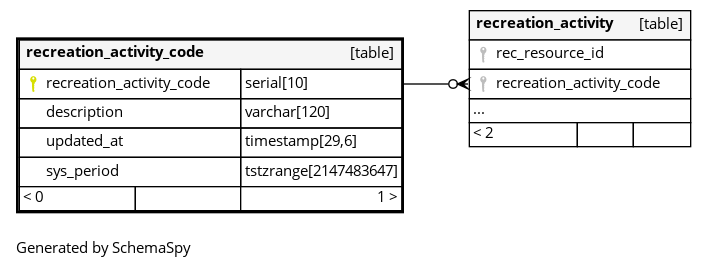 recreation_activity_code [table]
recreation_activity_code serial[10]
description varchar[120]
updated_at timestamp[29,6]
sys_period tstzrange[2147483647]
< 0 1 >
recreation_activity [table]
rec_resource_id
recreation_activity_code
...
< 2
Generated by SchemaSpy